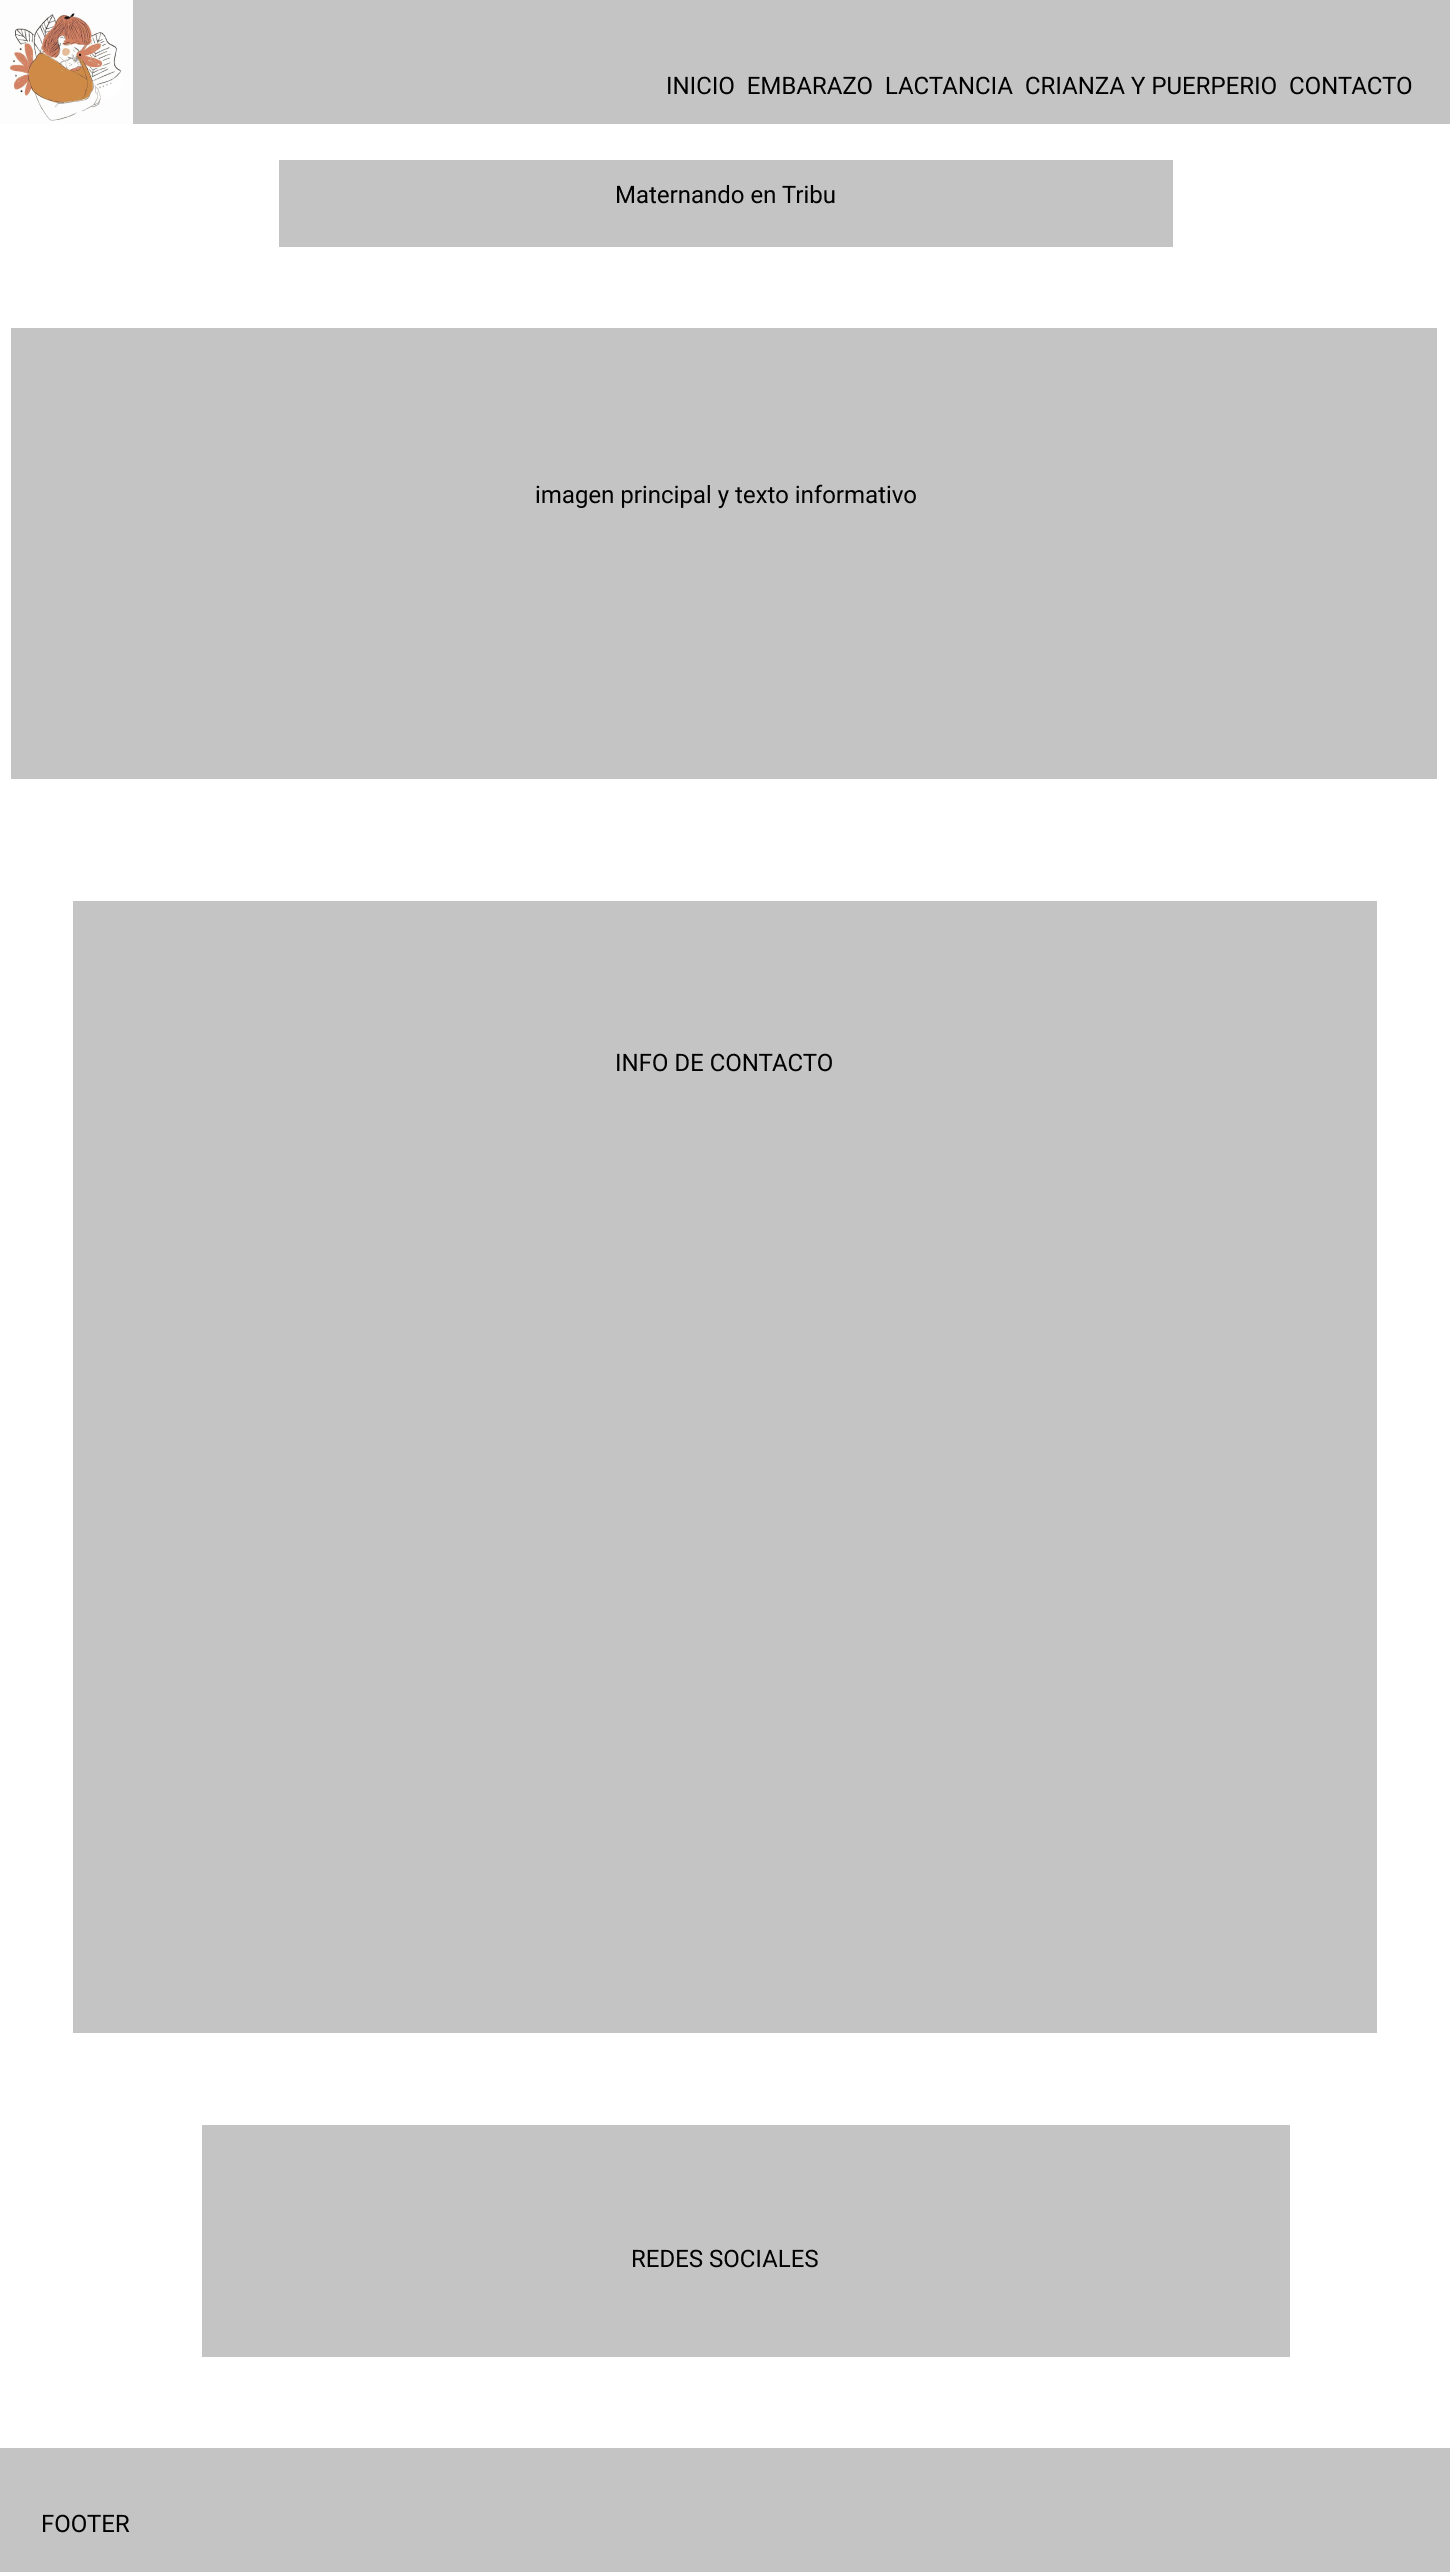 INICIO EMBARAZO LACTANCIA CRIANZA Y PUERPERIO CONTACTO
Maternando en Tribu
imagen principal y texto informativo
INFO DE CONTACTO
REDES SOCIALES
FOOTER